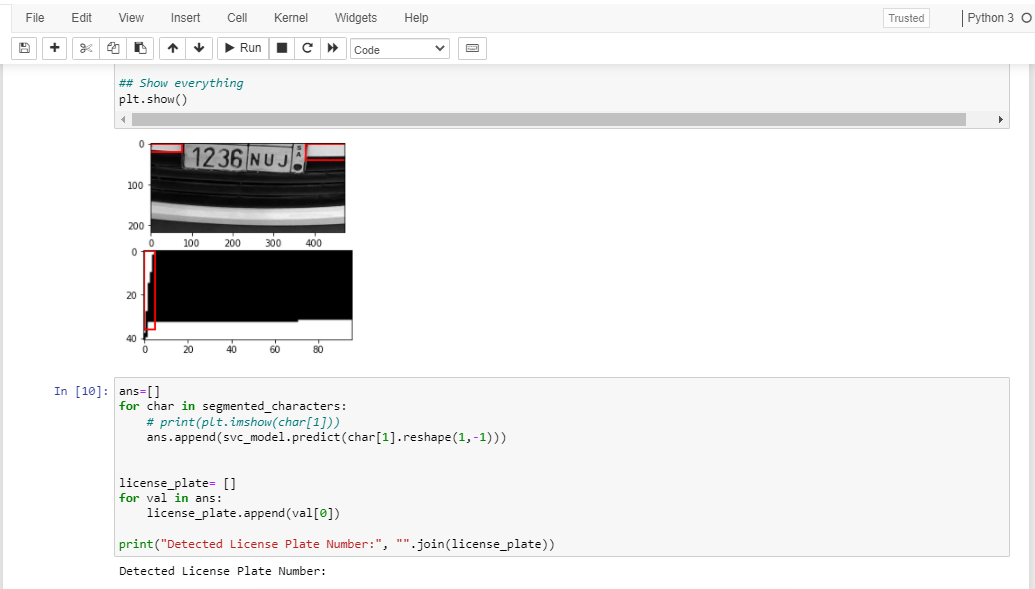 File Edit View Insert Cell Kernel Widgets Help Trusted Python 3
Run Code
## Show everything
plt.show()
0
100
200
0 100 200 300 400
1236 NUJ SA
0
20
40
0 20 40 60 80
In [10]: ans=[]
for char in segmented_characters:
    # print(plt.imshow(char[1]))
    ans.append(svc_model.predict(char[1].reshape(1,-1)))
license_plate= []
for val in ans:
    license_plate.append(val[0])
print("Detected License Plate Number:", "".join(license_plate))
Detected License Plate Number: